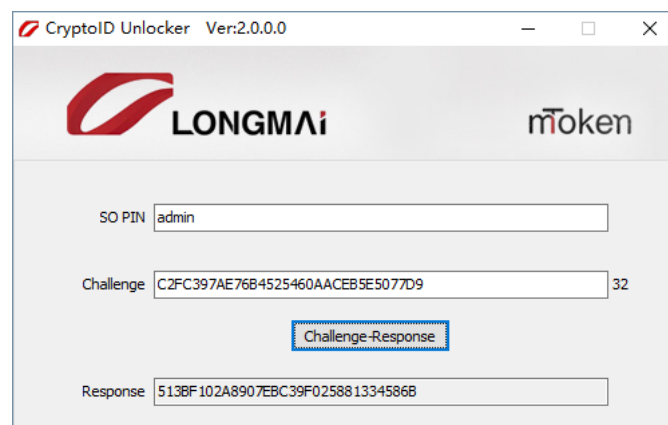 CryptoID Unlocker Ver:2.0.0.0
LONGMAi
mToken
SO PIN admin
Challenge C2FC397AE76B4525460AACEB5E5077D9 32
Challenge-Response
Response 513BF102A8907EBC39F025881334586B